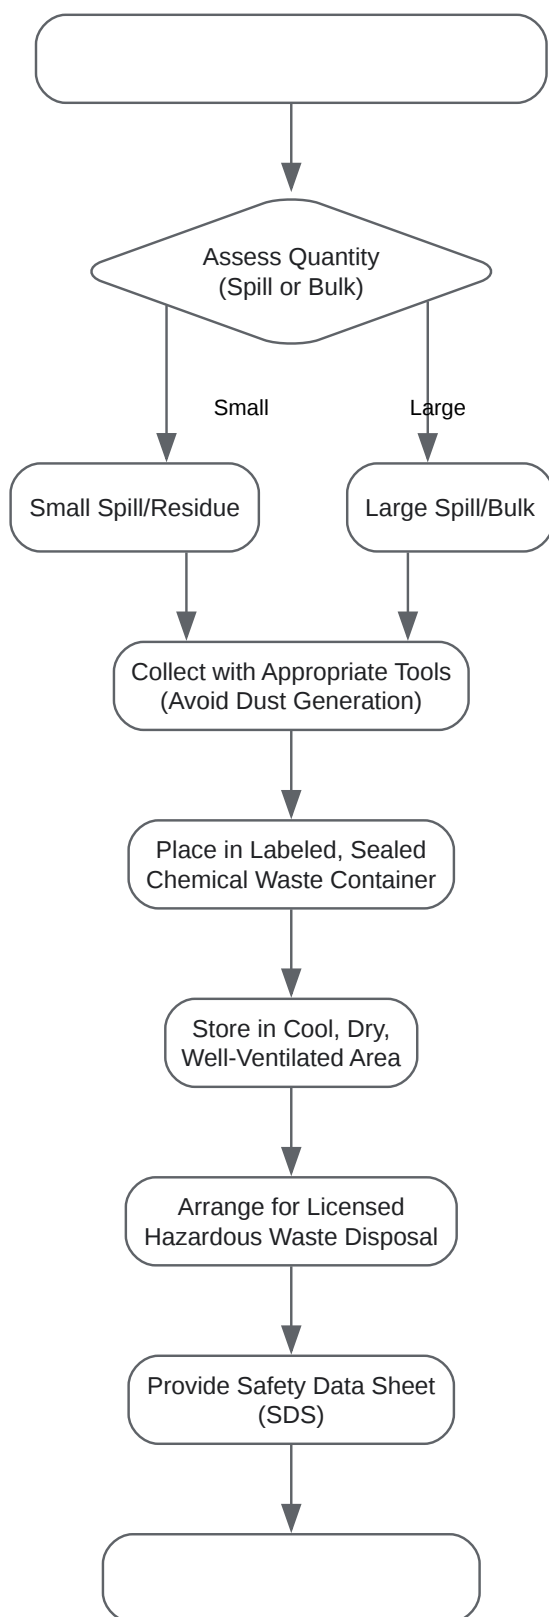 Assess Quantity
(Spill or Bulk)
Small
Large
Small Spill/Residue
Large Spill/Bulk
Collect with Appropriate Tools
(Avoid Dust Generation)
Place in Labeled, Sealed
Chemical Waste Container
Store in Cool, Dry,
Well-Ventilated Area
Arrange for Licensed
Hazardous Waste Disposal
Provide Safety Data Sheet
(SDS)